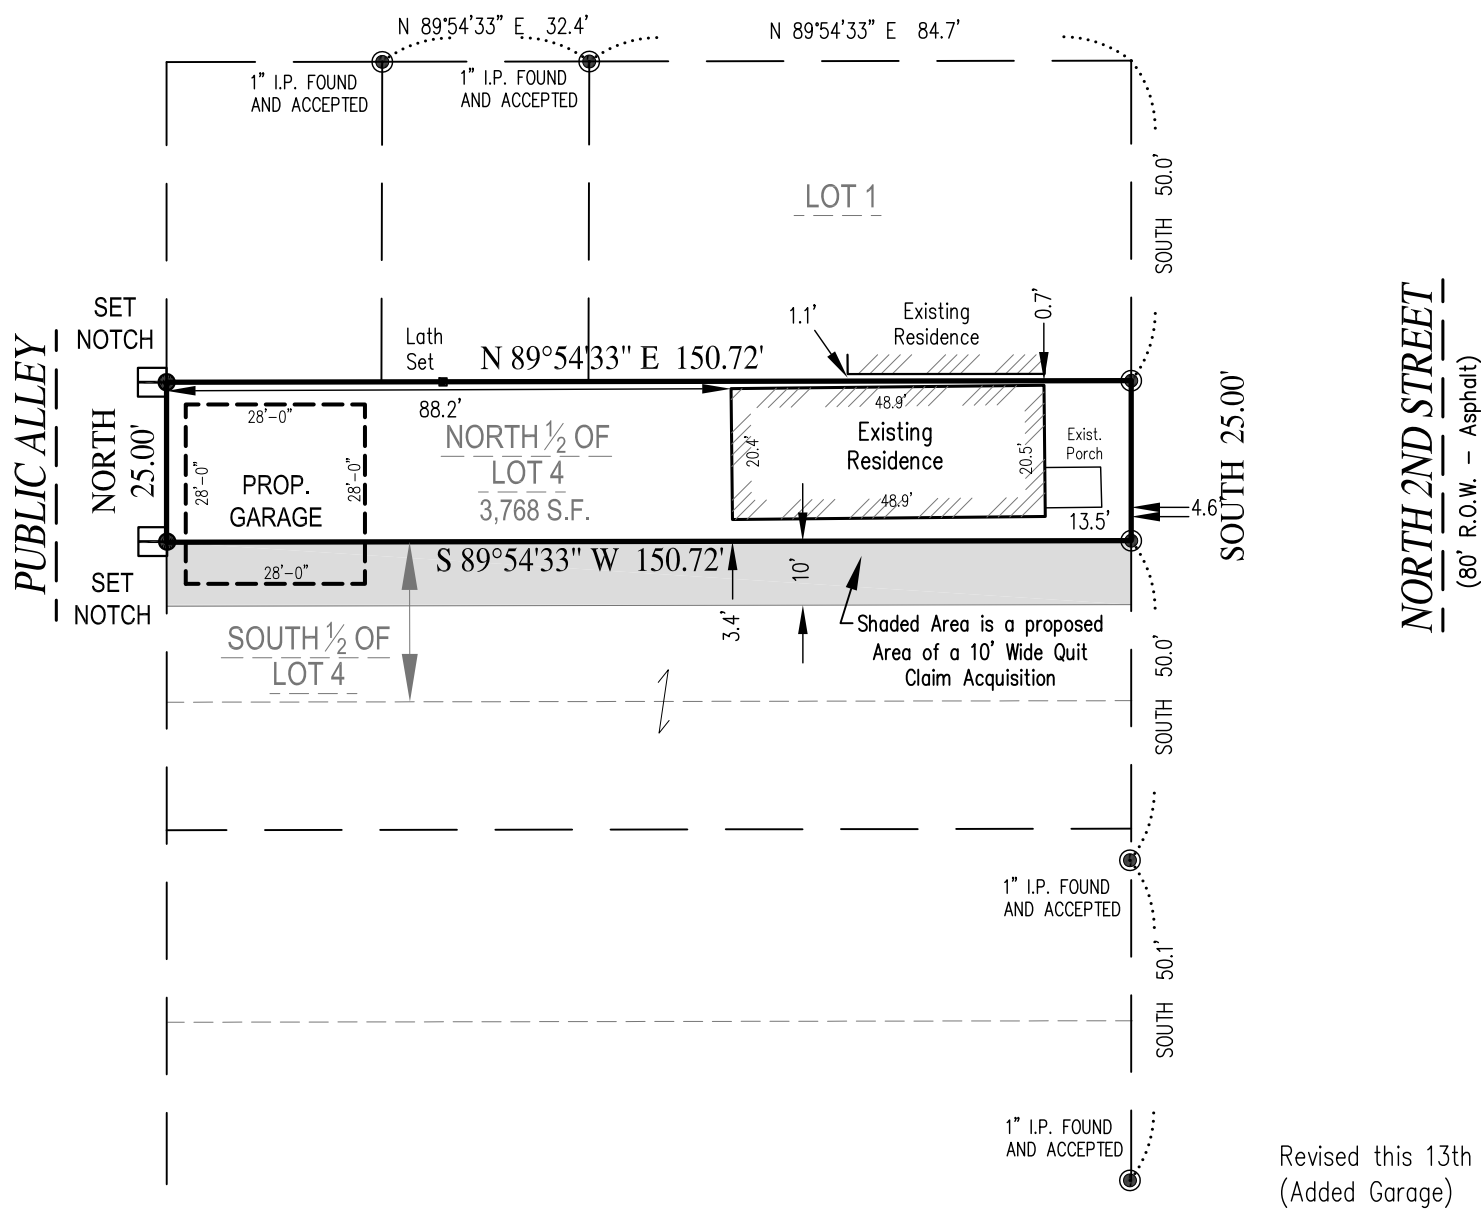 N 89°54'33" E 32.4'
N 89°54'33" E 84.7'
1" I.P. FOUND
AND ACCEPTED
1" I.P. FOUND
AND ACCEPTED
SOUTH 50.0'
LOT 1
SET
NOTCH
Lath
Set
N 89°54'33" E 150.72'
1.1'
Existing
Residence
0.7'
PUBLIC ALLEY
NORTH
25.00'
88.2'
28'-0"
28'-0"
28'-0"
28'-0"
PROP.
GARAGE
NORTH ½ OF
LOT 4
3,768 S.F.
48.9'
20.4'
Existing
Residence
20.5'
48.9'
Exist.
Porch
13.5'
4.6'
SOUTH 25.00'
NORTH 2ND STREET
(80' R.O.W. - Asphalt)
S 89°54'33" W 150.72'
SET
NOTCH
10'
3.4'
Shaded Area is a proposed
Area of a 10' Wide Quit
Claim Acquisition
SOUTH ½ OF
LOT 4
SOUTH 50.0'
1" I.P. FOUND
AND ACCEPTED
SOUTH 50.1'
1" I.P. FOUND
AND ACCEPTED
Revised this 13th
(Added Garage)